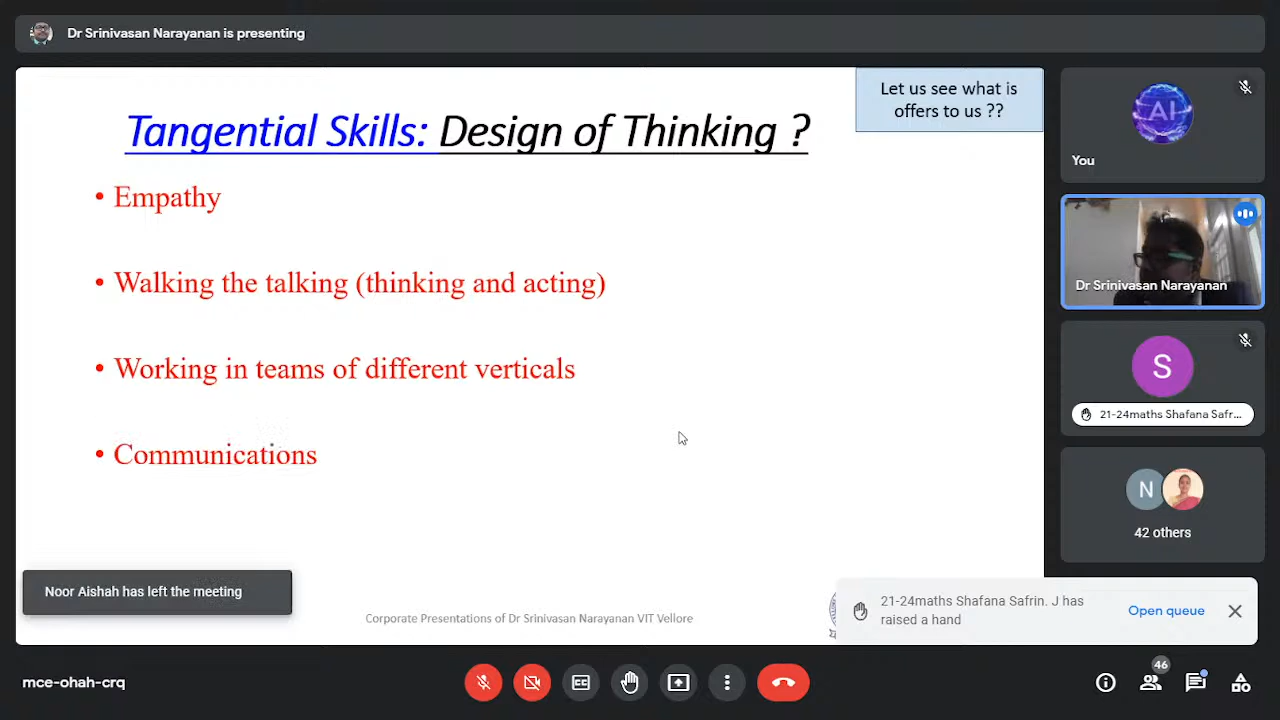 Dr Srinivasan Narayanan is presenting
Let us see what is
offers to us ??
Tangential Skills: Design of Thinking ?
• Empathy
• Walking the talking (thinking and acting)
• Working in teams of different verticals
• Communications
Corporate Presentations of Dr Srinivasan Narayanan VIT Vellore
AI
You
Dr Srinivasan Narayanan
S
21-24maths Shafana Safr...
N
42 others
Noor Aishah has left the meeting
21-24maths Shafana Safrin. J has
raised a hand
Open queue
mce-ohah-crq
CC
46